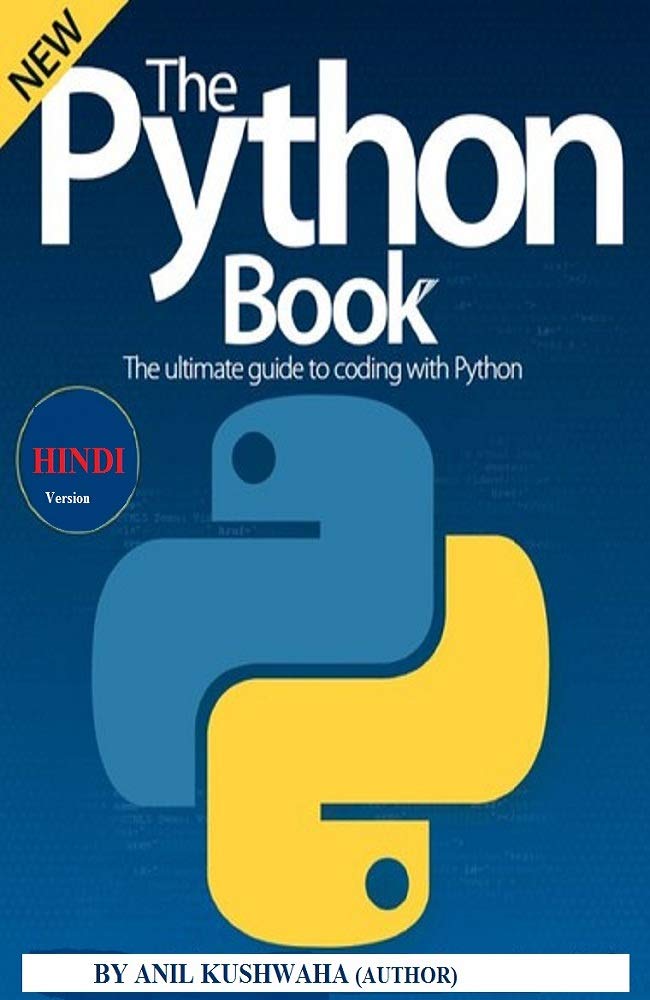 NEW
The
Python
Book
The ultimate guide to coding with Python
HINDI
Version
BY ANIL KUSHWAHA (AUTHOR)